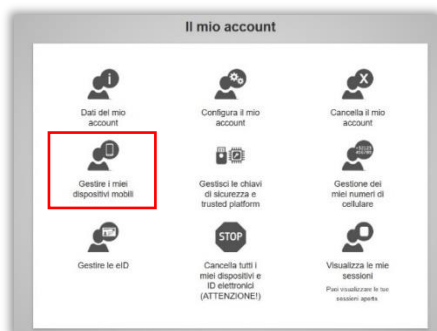 Il mio account
Dati del mio
account
Configura il mio
account
Cancella il mio
account
Gestire i miei
dispositivi mobili
Gestisci le chiavi
di sicurezza e
trusted platform
Gestione dei
miei numeri di
cellulare
Gestire le eID
STOP
Cancella tutti i
miei dispositivi e
ID elettronici
(ATTENZIONE!)
Visualizza le mie
sessioni
Puoi visualizzare le tue
sessioni aperte